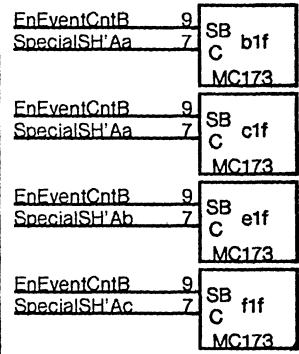 EnEventCntB 9 SB b1f
SpecialSH'Aa 7 C
MC173
EnEventCntB 9 SB c1f
SpecialSH'Aa 7 C
MC173
EnEventCntB 9 SB e1f
SpecialSH'Ab 7 C
MC173
EnEventCntB 9 SB f1f
SpecialSH'Ac 7 C
MC173